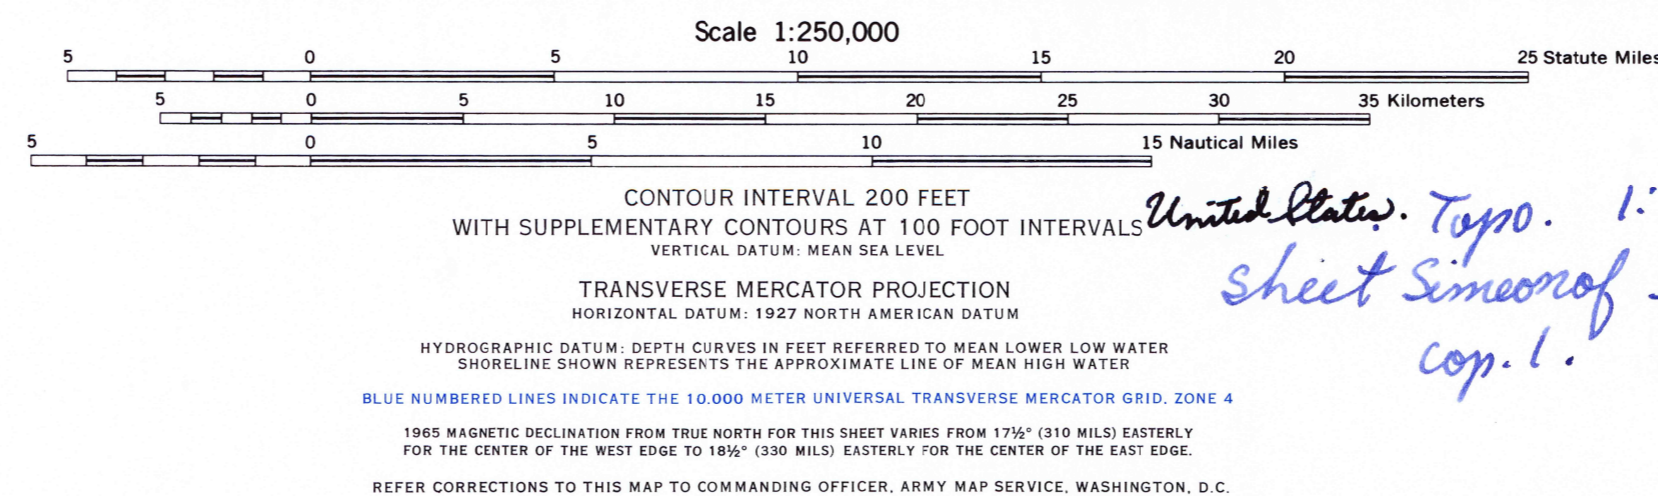 Scale 1:250,000
5 0 5 10 15 20 25 Statute Miles
5 0 5 10 15 20 25 30 35 Kilometers
5 0 5 10 15 Nautical Miles
CONTOUR INTERVAL 200 FEET
WITH SUPPLEMENTARY CONTOURS AT 100 FOOT INTERVALS
VERTICAL DATUM: MEAN SEA LEVEL
United States. Topo. 1:
sheet Simeonof
cop. 1.
TRANSVERSE MERCATOR PROJECTION
HORIZONTAL DATUM: 1927 NORTH AMERICAN DATUM
HYDROGRAPHIC DATUM: DEPTH CURVES IN FEET REFERRED TO MEAN LOWER LOW WATER
SHORELINE SHOWN REPRESENTS THE APPROXIMATE LINE OF MEAN HIGH WATER
BLUE NUMBERED LINES INDICATE THE 10.000 METER UNIVERSAL TRANSVERSE MERCATOR GRID. ZONE 4
1965 MAGNETIC DECLINATION FROM TRUE NORTH FOR THIS SHEET VARIES FROM 17½° (310 MILS) EASTERLY
FOR THE CENTER OF THE WEST EDGE TO 18½° (330 MILS) EASTERLY FOR THE CENTER OF THE EAST EDGE.
REFER CORRECTIONS TO THIS MAP TO COMMANDING OFFICER, ARMY MAP SERVICE, WASHINGTON, D.C.